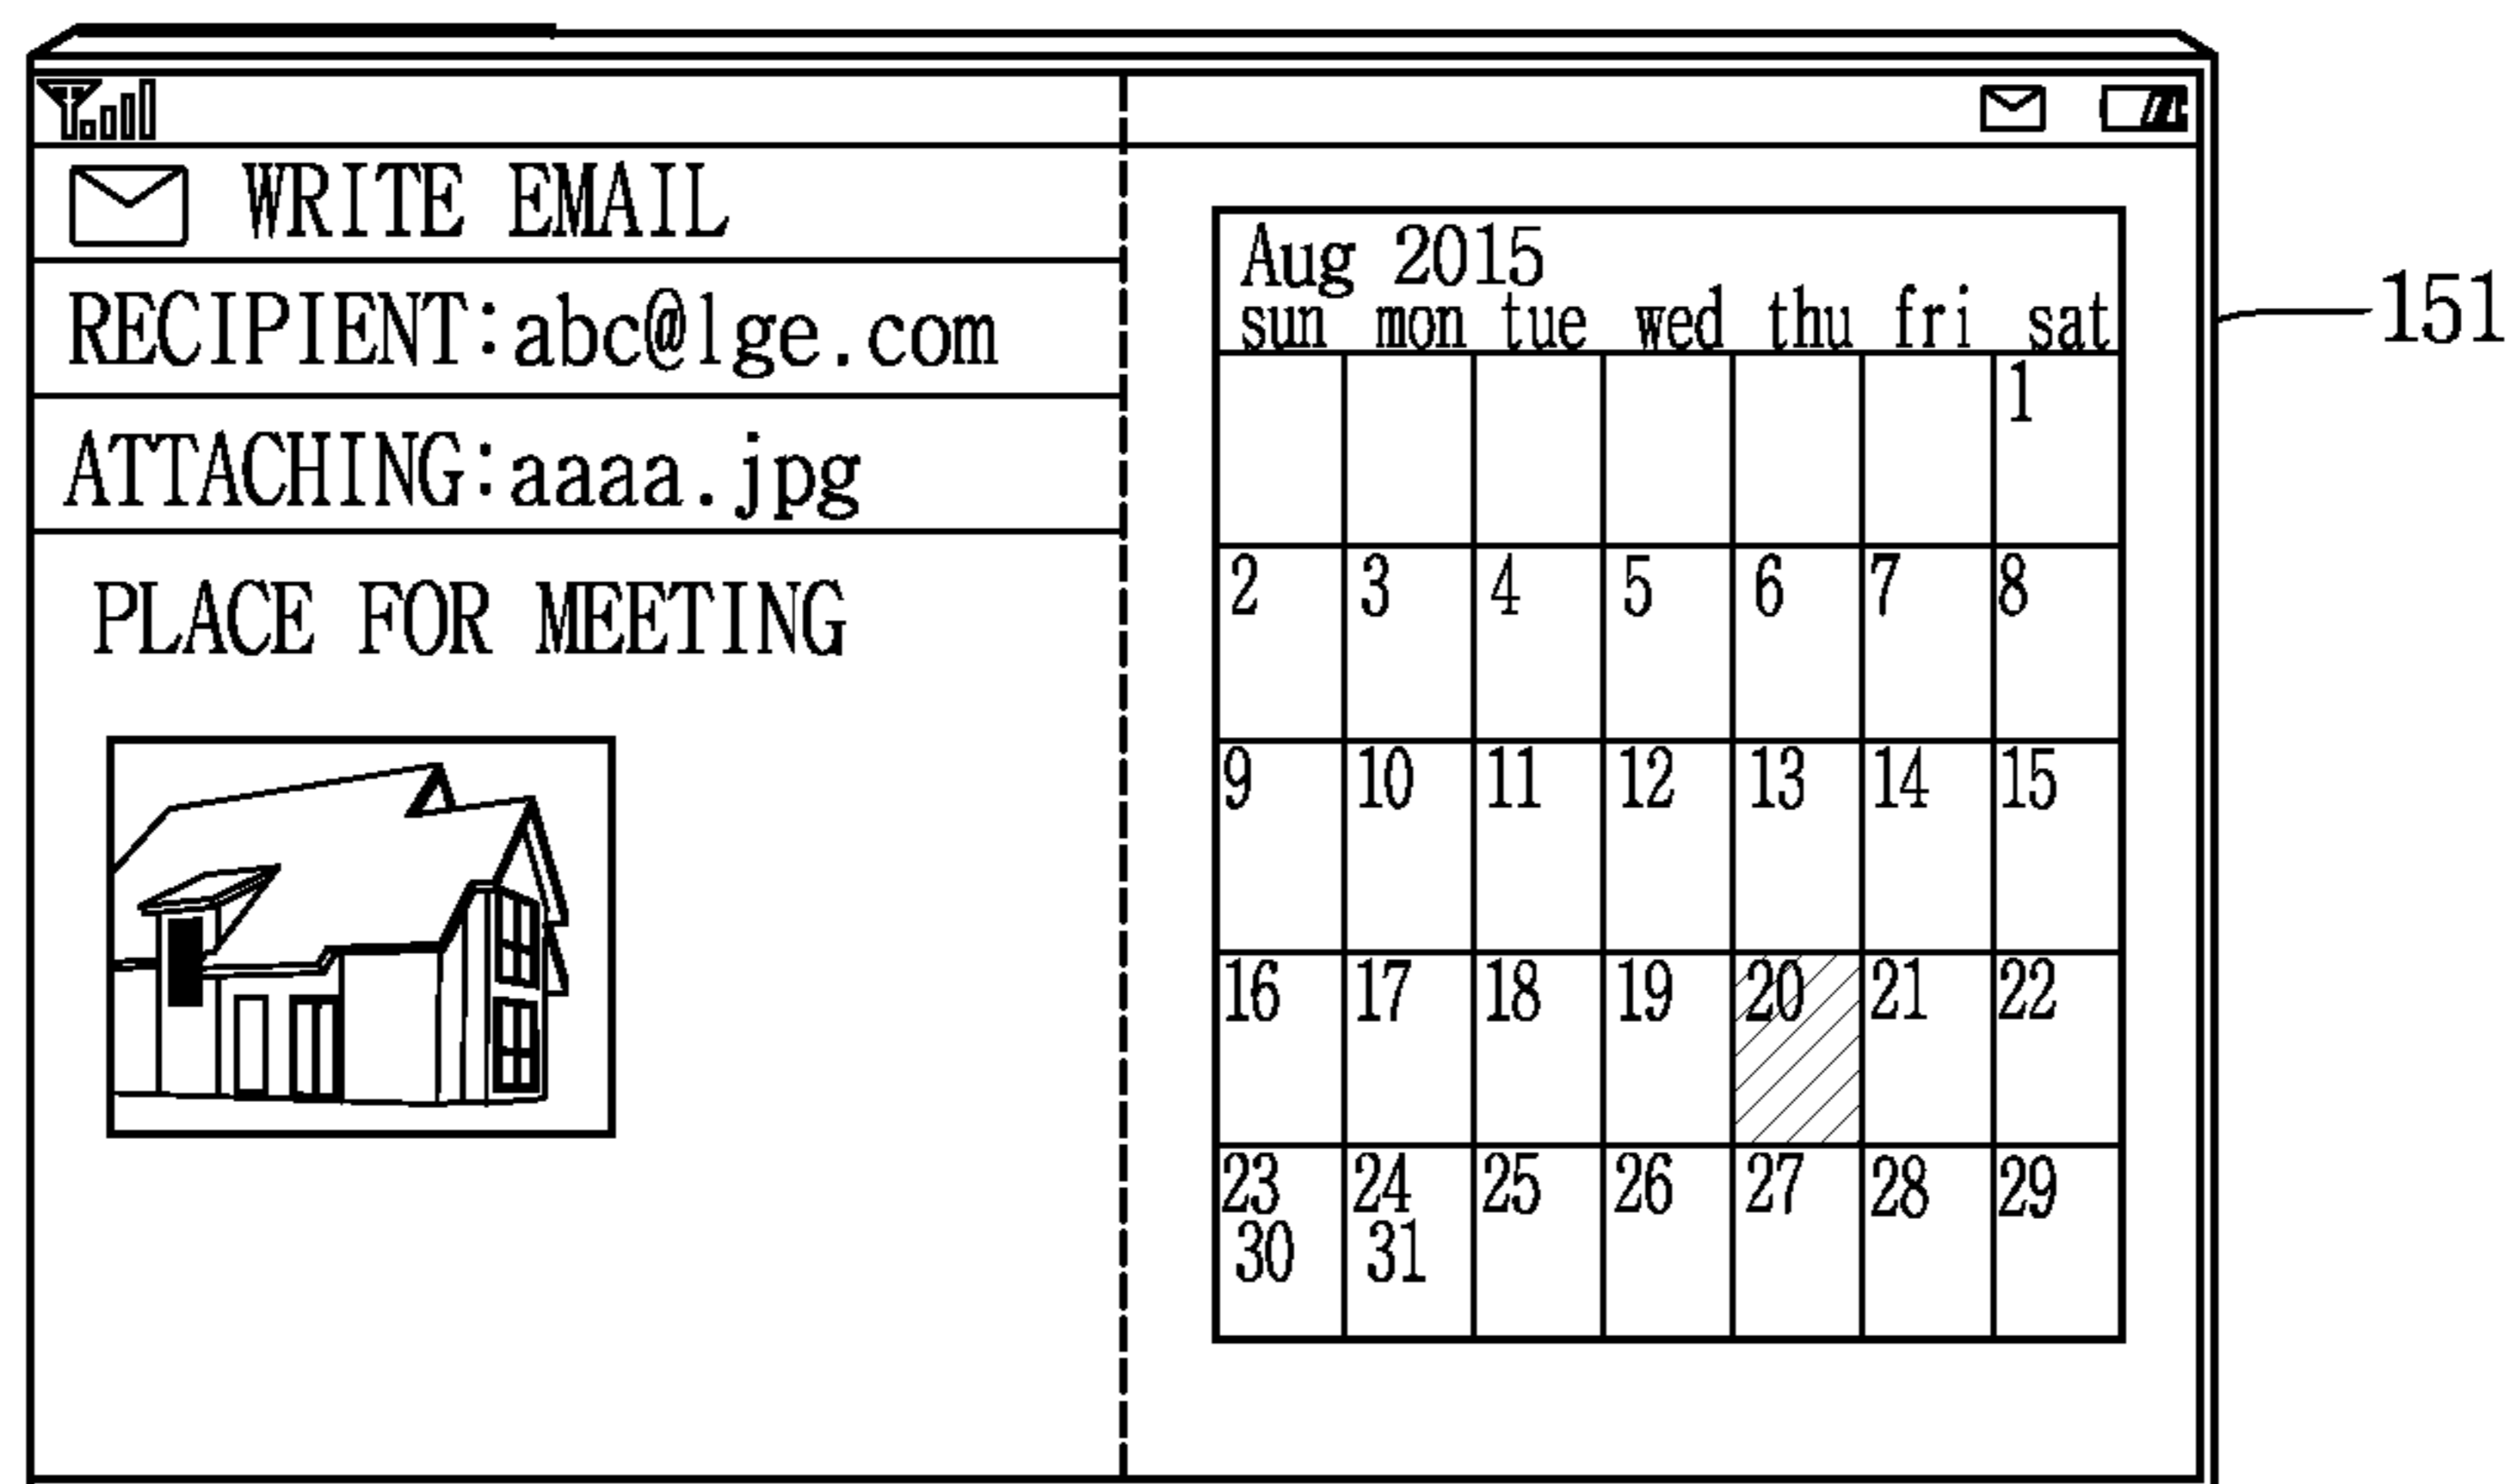 WRITE EMAIL
RECIPIENT:abc@lge.com
ATTACHING:aaaa.jpg
PLACE FOR MEETING
Aug 2015
sun mon tue wed thu fri sat
1
2 3 4 5 6 7 8
9 10 11 12 13 14 15
16 17 18 19 20 21 22
23 24 25 26 27 28 29
30 31
151